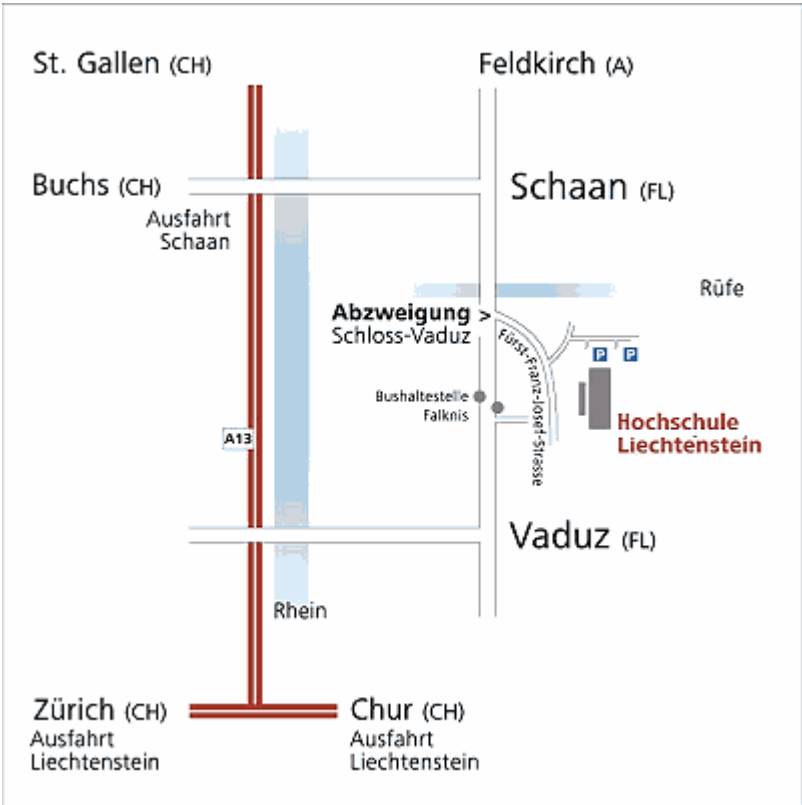 St. Gallen (CH)
Feldkirch (A)
Buchs (CH)
Schaan (FL)
Ausfahrt
Schaan
Rüfe
Abzweigung >
Schloss-Vaduz
Fürst-Franz-Josef-Strasse
P P
Bushaltestelle
Falknis
Hochschule
Liechtenstein
A13
Vaduz (FL)
Rhein
Zürich (CH)
Ausfahrt
Liechtenstein
Chur (CH)
Ausfahrt
Liechtenstein